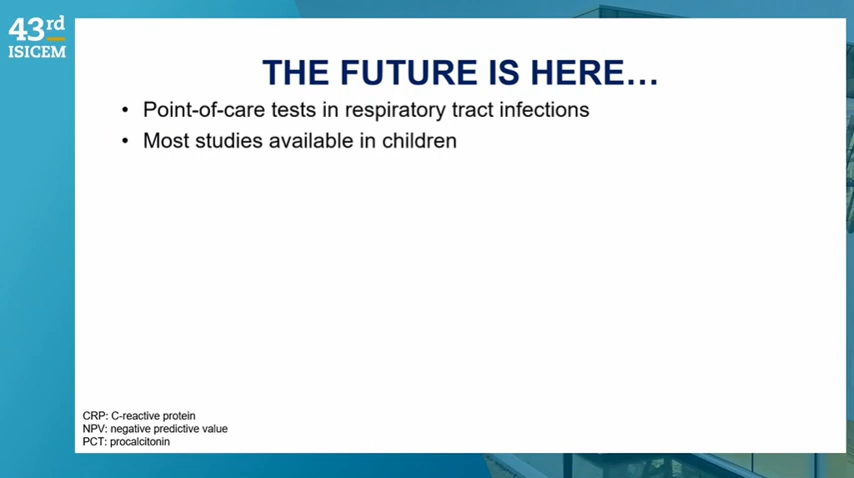 43rd
ISICEM
THE FUTURE IS HERE…
• Point-of-care tests in respiratory tract infections
• Most studies available in children
CRP: C-reactive protein
NPV: negative predictive value
PCT: procalcitonin